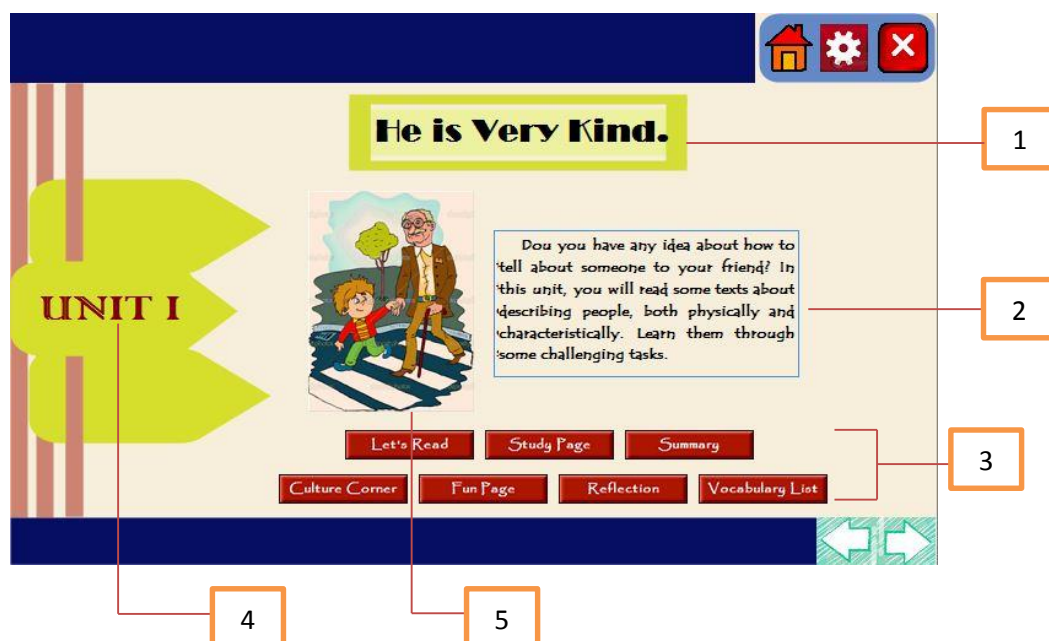 He is Very Kind.
1
Dou you have any idea about how to
tell about someone to your friend? In
this unit, you will read some texts about
describing people, both physically and
characteristically. Learn them through
some challenging tasks.
2
UNIT I
Let's Read
Study Page
Summary
3
Culture Corner
Fun Page
Reflection
Vocabulary List
4
5